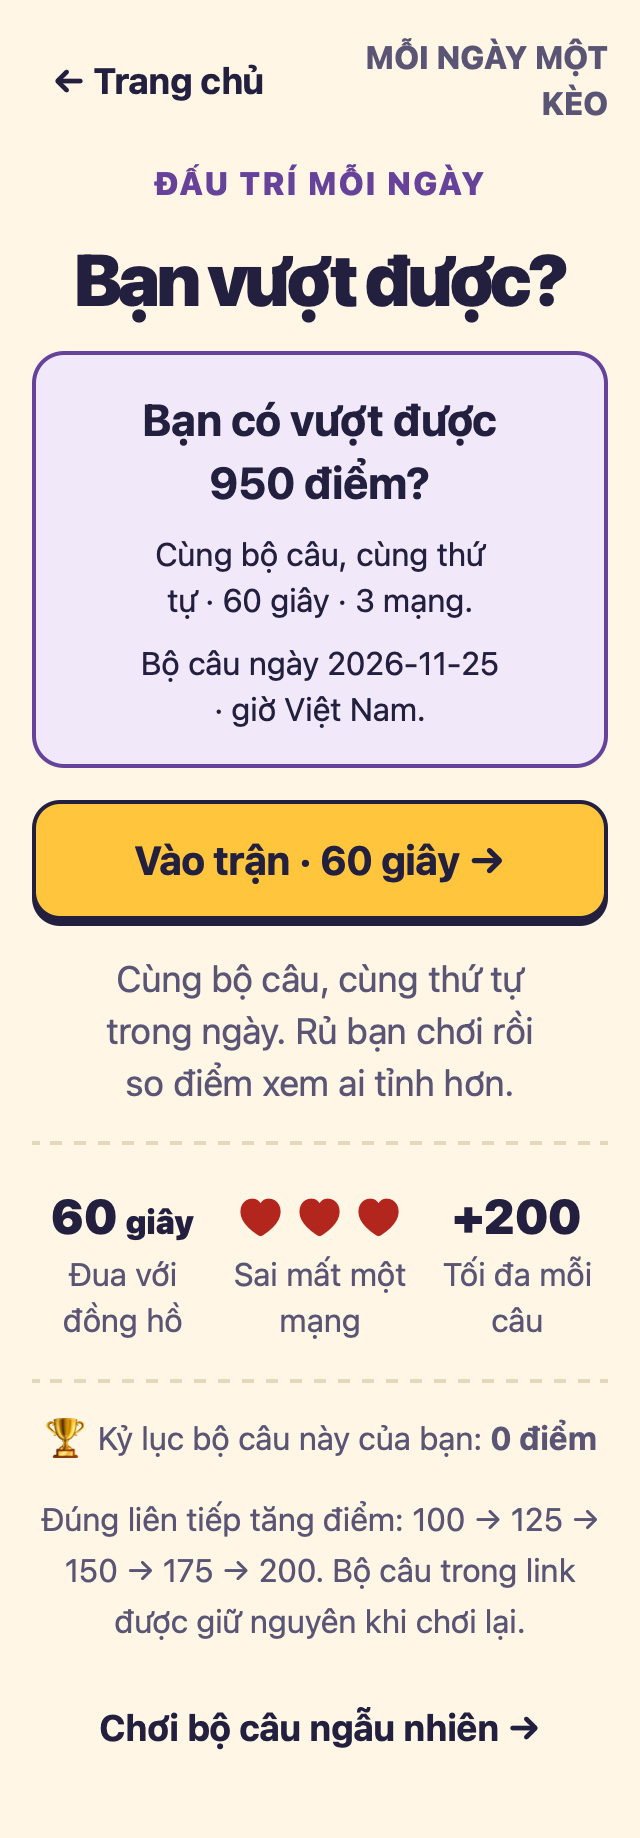 ← Trang chủ
MỖI NGÀY MỘT
KÈO
ĐẤU TRÍ MỖI NGÀY
Bạn vượt được?
Bạn có vượt được
950 điểm?
Cùng bộ câu, cùng thứ
tự · 60 giây · 3 mạng.
Bộ câu ngày 2026-11-25
· giờ Việt Nam.
Vào trận · 60 giây →
Cùng bộ câu, cùng thứ tự
trong ngày. Rủ bạn chơi rồi
so điểm xem ai tỉnh hơn.
60 giây
Đua với
đồng hồ
Sai mất một
mạng
+200
Tối đa mỗi
câu
Kỷ lục bộ câu này của bạn: 0 điểm
Đúng liên tiếp tăng điểm: 100 → 125 →
150 → 175 → 200. Bộ câu trong link
được giữ nguyên khi chơi lại.
Chơi bộ câu ngẫu nhiên →